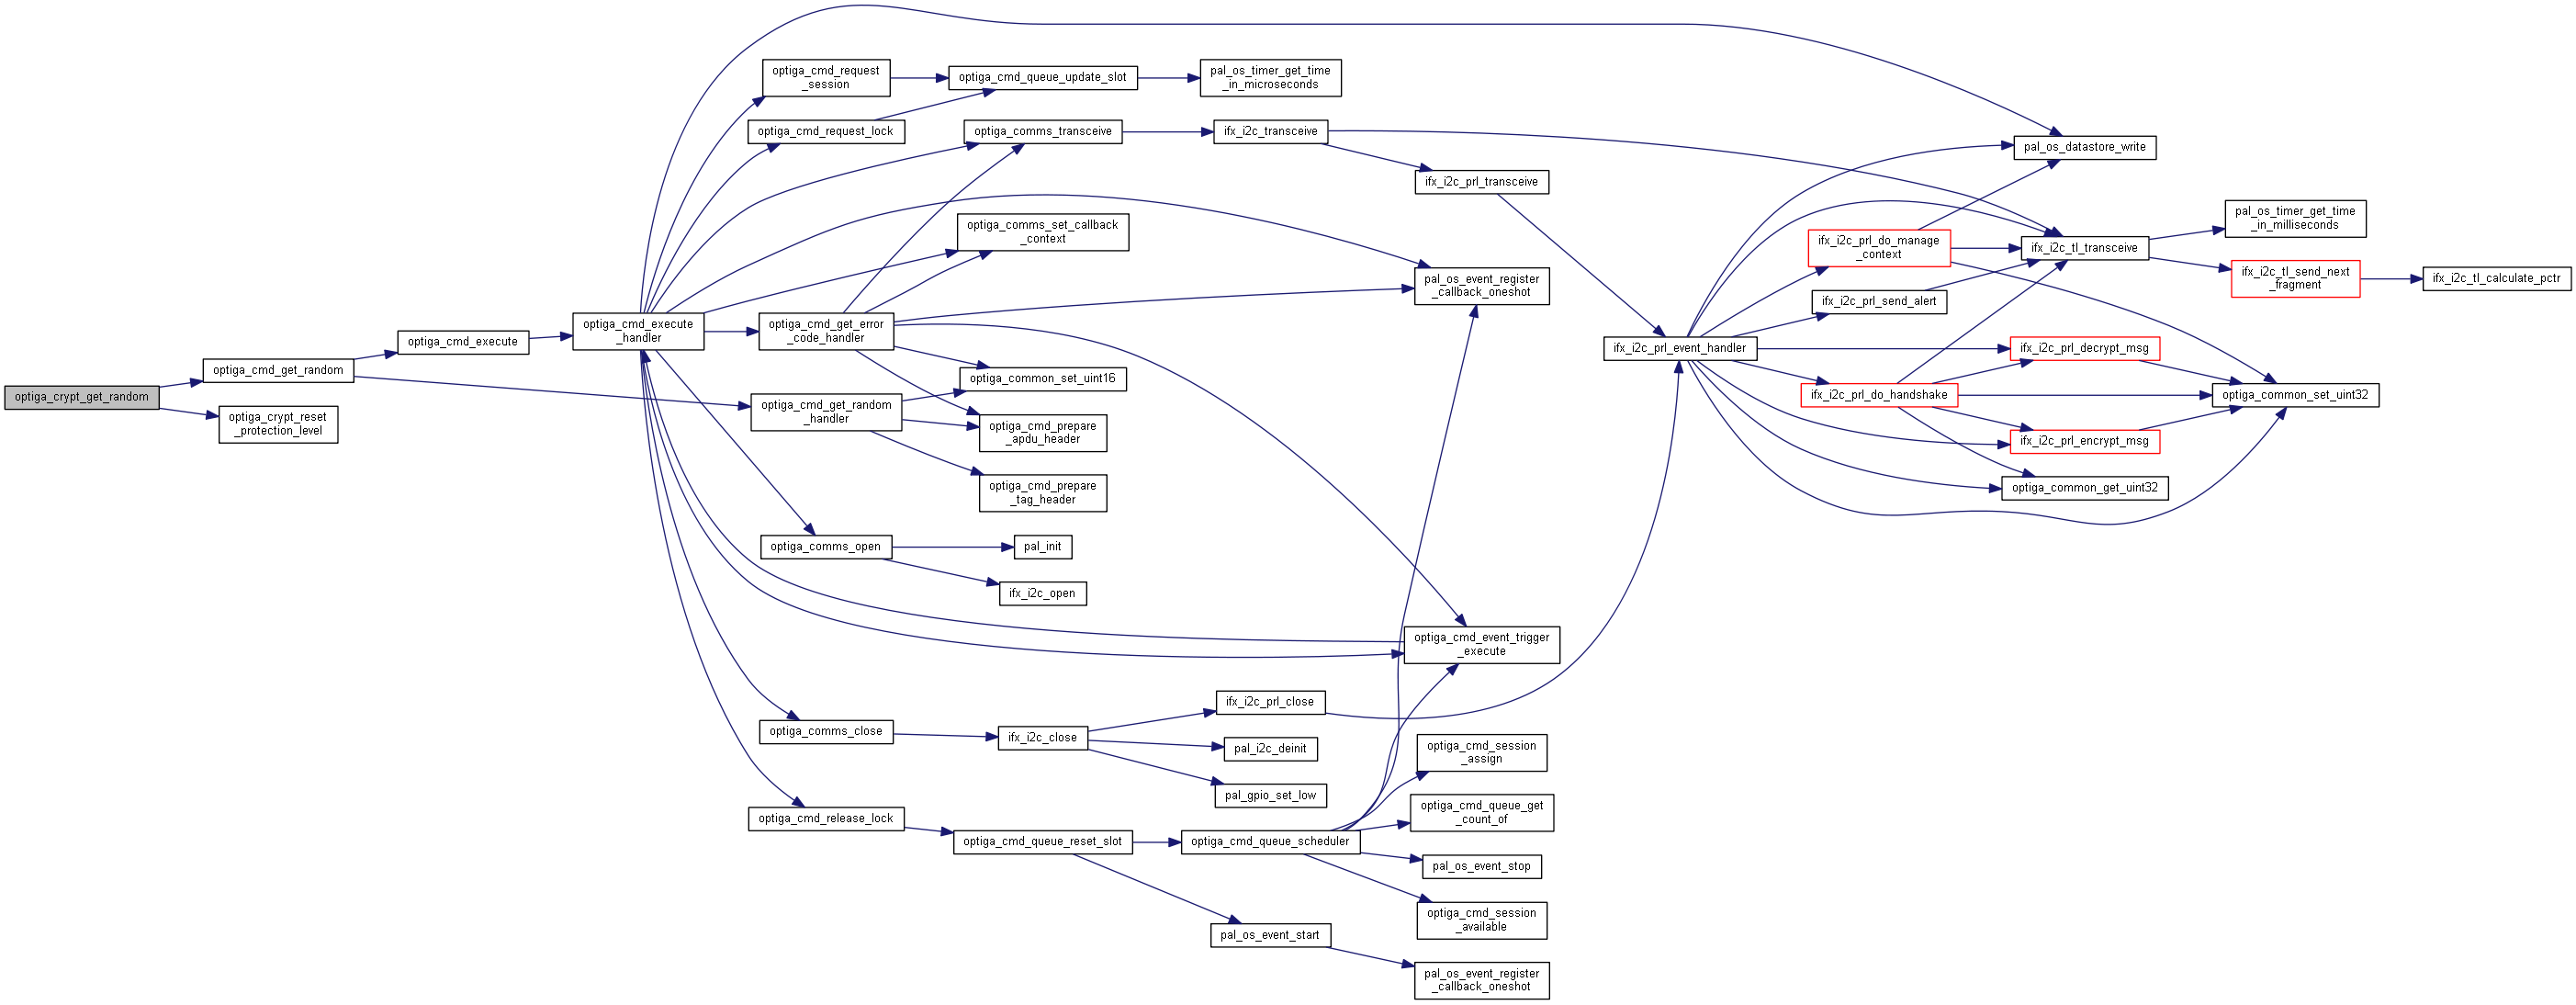 optiga_crypt_get_random
optiga_cmd_get_random
optiga_crypt_reset
_protection_level
optiga_cmd_execute
optiga_cmd_execute
_handler
optiga_cmd_request
_session
optiga_cmd_request_lock
optiga_cmd_get_error
_code_handler
optiga_cmd_get_random
_handler
optiga_comms_open
optiga_comms_close
optiga_cmd_release_lock
optiga_cmd_queue_update_slot
optiga_comms_transceive
optiga_comms_set_callback
_context
optiga_common_set_uint16
optiga_cmd_prepare
_apdu_header
optiga_cmd_prepare
_tag_header
pal_init
ifx_i2c_open
ifx_i2c_close
optiga_cmd_queue_reset_slot
pal_os_timer_get_time
_in_microseconds
ifx_i2c_transceive
ifx_i2c_prl_close
pal_i2c_deinit
pal_gpio_set_low
optiga_cmd_queue_scheduler
pal_os_event_start
ifx_i2c_prl_transceive
pal_os_event_register
_callback_oneshot
optiga_cmd_event_trigger
_execute
optiga_cmd_session
_assign
optiga_cmd_queue_get
_count_of
pal_os_event_stop
optiga_cmd_session
_available
pal_os_event_register
_callback_oneshot
ifx_i2c_prl_event_handler
ifx_i2c_prl_do_manage
_context
ifx_i2c_prl_send_alert
ifx_i2c_prl_do_handshake
pal_os_datastore_write
ifx_i2c_tl_transceive
ifx_i2c_prl_decrypt_msg
ifx_i2c_prl_encrypt_msg
optiga_common_get_uint32
pal_os_timer_get_time
_in_milliseconds
ifx_i2c_tl_send_next
_fragment
optiga_common_set_uint32
ifx_i2c_tl_calculate_pctr